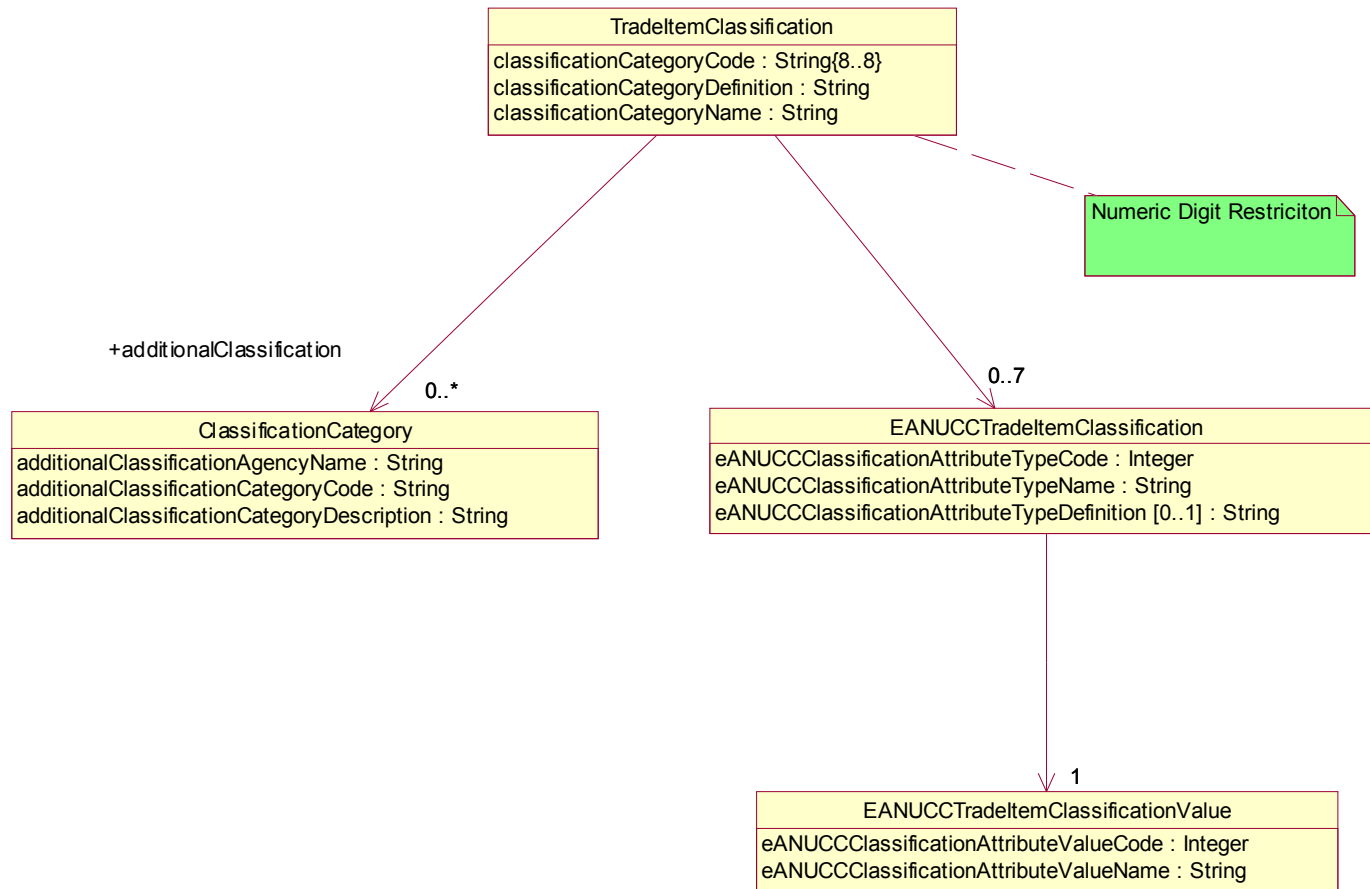 TradeItemClassification
classificationCategoryCode : String{8..8}
classificationCategoryDefinition : String
classificationCategoryName : String
Numeric Digit Restriciton
+additionalClassification
0..*
0..7
ClassificationCategory
additionalClassificationAgencyName : String
additionalClassificationCategoryCode : String
additionalClassificationCategoryDescription : String
EANUCCTradeItemClassification
eANUCCClassificationAttributeTypeCode : Integer
eANUCCClassificationAttributeTypeName : String
eANUCCClassificationAttributeTypeDefinition [0..1] : String
1
EANUCCTradeItemClassificationValue
eANUCCClassificationAttributeValueCode : Integer
eANUCCClassificationAttributeValueName : String